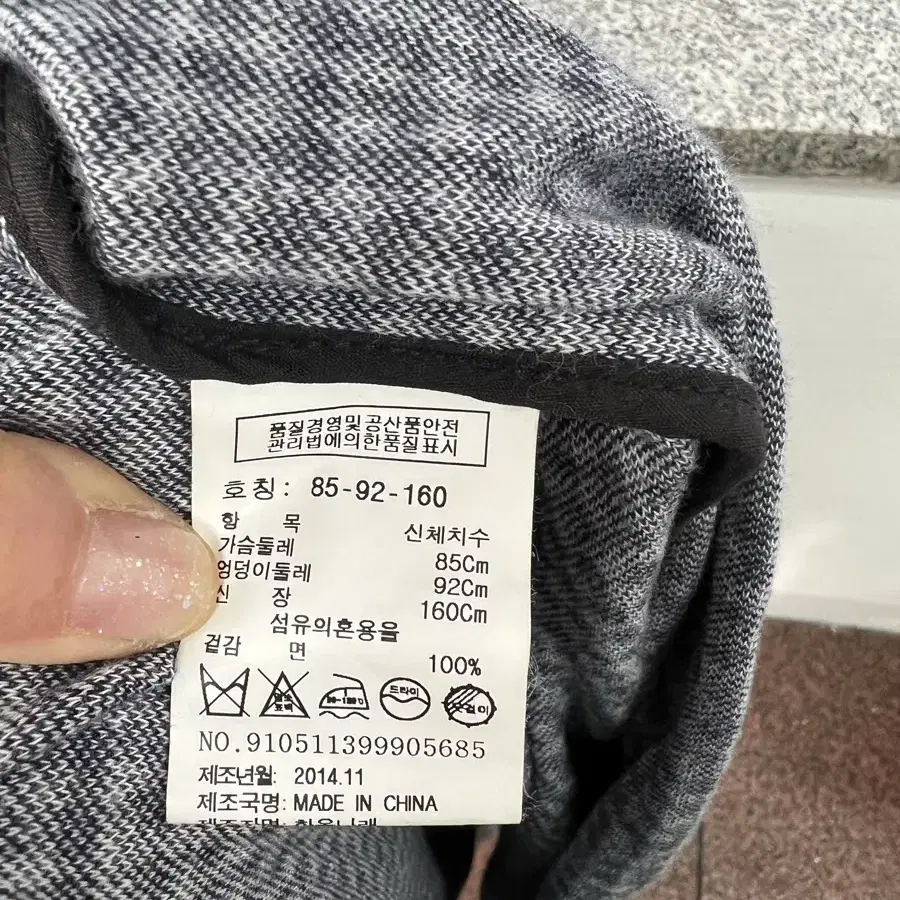 품질경영및공산품안전
관리법에의한품질표시
호칭: 85-92-160
항 목 신체치수
가슴둘레 85Cm
엉덩이둘레 92Cm
신 장 160Cm
섬유의혼용율
겉감 면 100%
드라이
NO.910511399905685
제조년월: 2014.11
제조국명: MADE IN CHINA